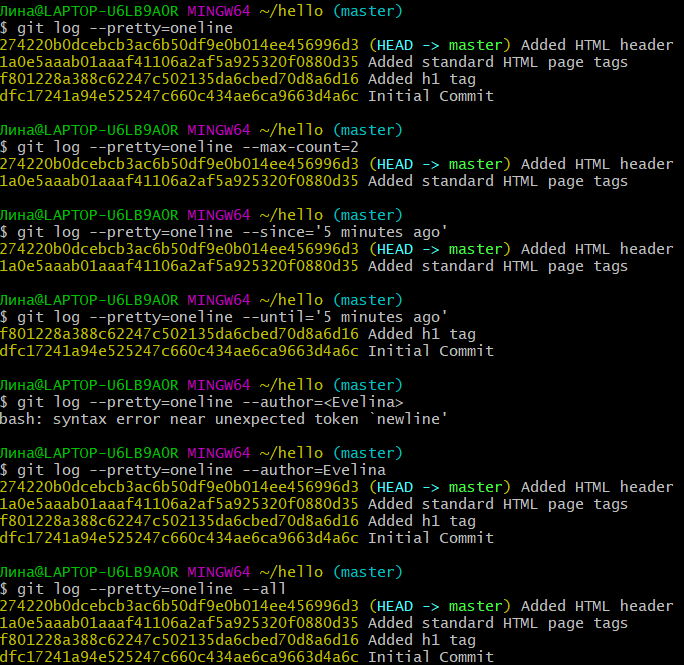 Лина@LAPTOP-U6LB9A0R MINGW64 ~/hello (master)
$ git log --pretty=oneline
274220b0dcebcb3ac6b50df9e0b014ee456996d3 (HEAD -> master) Added HTML header
1a0e5aaab01aaaf41106a2af5a925320f0880d35 Added standard HTML page tags
f801228a388c62247c502135da6cbed70d8a6d16 Added h1 tag
dfc17241a94e525247c660c434ae6ca9663d4a6c Initial Commit
Лина@LAPTOP-U6LB9A0R MINGW64 ~/hello (master)
$ git log --pretty=oneline --max-count=2
274220b0dcebcb3ac6b50df9e0b014ee456996d3 (HEAD -> master) Added HTML header
1a0e5aaab01aaaf41106a2af5a925320f0880d35 Added standard HTML page tags
Лина@LAPTOP-U6LB9A0R MINGW64 ~/hello (master)
$ git log --pretty=oneline --since='5 minutes ago'
274220b0dcebcb3ac6b50df9e0b014ee456996d3 (HEAD -> master) Added HTML header
1a0e5aaab01aaaf41106a2af5a925320f0880d35 Added standard HTML page tags
Лина@LAPTOP-U6LB9A0R MINGW64 ~/hello (master)
$ git log --pretty=oneline --until='5 minutes ago'
f801228a388c62247c502135da6cbed70d8a6d16 Added h1 tag
dfc17241a94e525247c660c434ae6ca9663d4a6c Initial Commit
Лина@LAPTOP-U6LB9A0R MINGW64 ~/hello (master)
$ git log --pretty=oneline --author=<Evelina>
bash: syntax error near unexpected token `newline'
Лина@LAPTOP-U6LB9A0R MINGW64 ~/hello (master)
$ git log --pretty=oneline --author=Evelina
274220b0dcebcb3ac6b50df9e0b014ee456996d3 (HEAD -> master) Added HTML header
1a0e5aaab01aaaf41106a2af5a925320f0880d35 Added standard HTML page tags
f801228a388c62247c502135da6cbed70d8a6d16 Added h1 tag
dfc17241a94e525247c660c434ae6ca9663d4a6c Initial Commit
Лина@LAPTOP-U6LB9A0R MINGW64 ~/hello (master)
$ git log --pretty=oneline --all
274220b0dcebcb3ac6b50df9e0b014ee456996d3 (HEAD -> master) Added HTML header
1a0e5aaab01aaaf41106a2af5a925320f0880d35 Added standard HTML page tags
f801228a388c62247c502135da6cbed70d8a6d16 Added h1 tag
dfc17241a94e525247c660c434ae6ca9663d4a6c Initial Commit